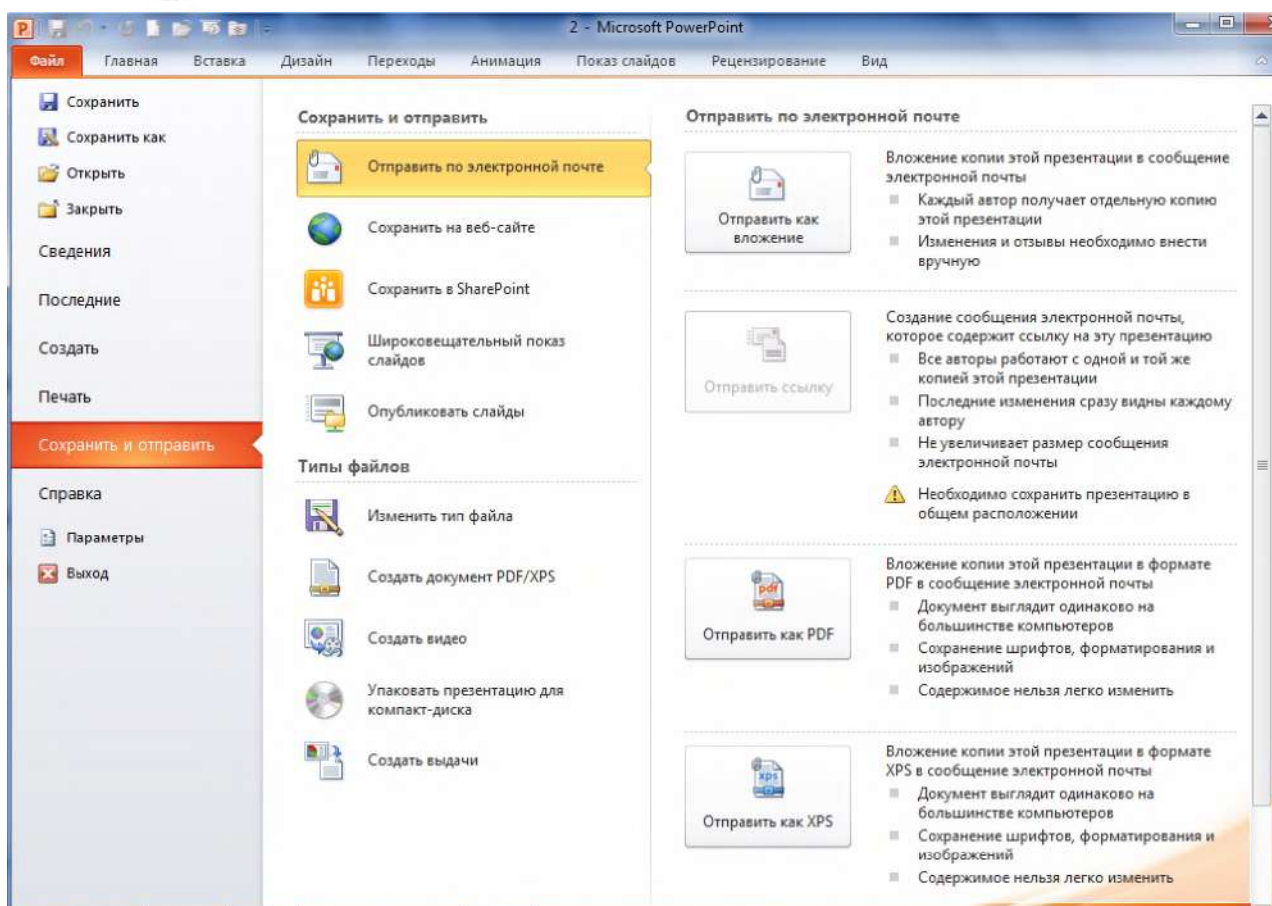 2 - Microsoft PowerPoint
Файл Главная Вставка Дизайн Переходы Анимация Показ слайдов Рецензирование Вид
Сохранить
Сохранить как
Открыть
Закрыть
Сведения
Последние
Создать
Печать
Сохранить и отправить
Справка
Параметры
Выход
Сохранить и отправить
Отправить по электронной почте
Сохранить на веб-сайте
Сохранить в SharePoint
Широковещательный показ
слайдов
Опубликовать слайды
Типы файлов
Изменить тип файла
Создать документ PDF/XPS
Создать видео
Упаковать презентацию для
компакт-диска
Создать выдачи
Отправить по электронной почте
Отправить как
вложение
Вложение копии этой презентации в сообщение
электронной почты
Каждый автор получает отдельную копию
этой презентации
Изменения и отзывы необходимо внести
вручную
Отправить ссылку
Создание сообщения электронной почты,
которое содержит ссылку на эту презентацию
Все авторы работают с одной и той же
копией этой презентации
Последние изменения сразу видны каждому
автору
Не увеличивает размер сообщения
электронной почты
Необходимо сохранить презентацию в
общем расположении
pdf
Отправить как PDF
Вложение копии этой презентации в формате
PDF в сообщение электронной почты
Документ выглядит одинаково на
большинстве компьютеров
Сохранение шрифтов, форматирования и
изображений
Содержимое нельзя легко изменить
xps
Отправить как XPS
Вложение копии этой презентации в формате
XPS в сообщение электронной почты
Документ выглядит одинаково на
большинстве компьютеров
Сохранение шрифтов, форматирования и
изображений
Содержимое нельзя легко изменить